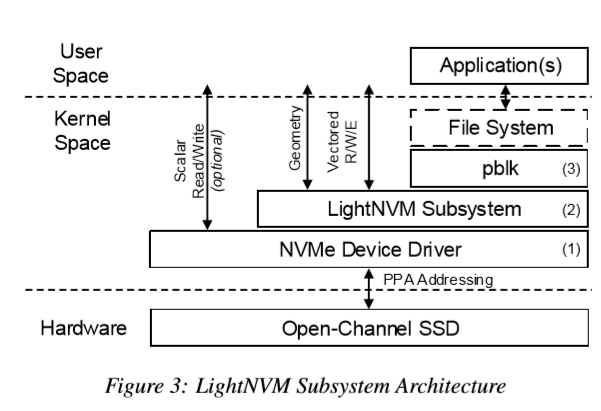 User
Space
Application(s)
Kernel
Space
File System
Scalar
Read/Write
(optional)
Geometry
Vectored
R/W/E
pblk
(3)
LightNVM Subsystem
(2)
NVMe Device Driver
(1)
PPA Addressing
Hardware
Open-Channel SSD
Figure 3: LightNVM Subsystem Architecture